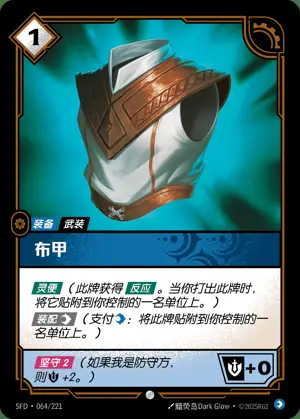 1
装备 武装
布甲
灵便（此牌获得 反应 。当你打出此牌时，
将它贴附到你控制的一名单位上。）
装配（支付：将此牌贴附到你控制的一
名单位上。）
坚守 2（如果我是防守方，
则 +2。）
+0
SFD • 064/221
黯荧岛Dark Glow • ©2025RGI